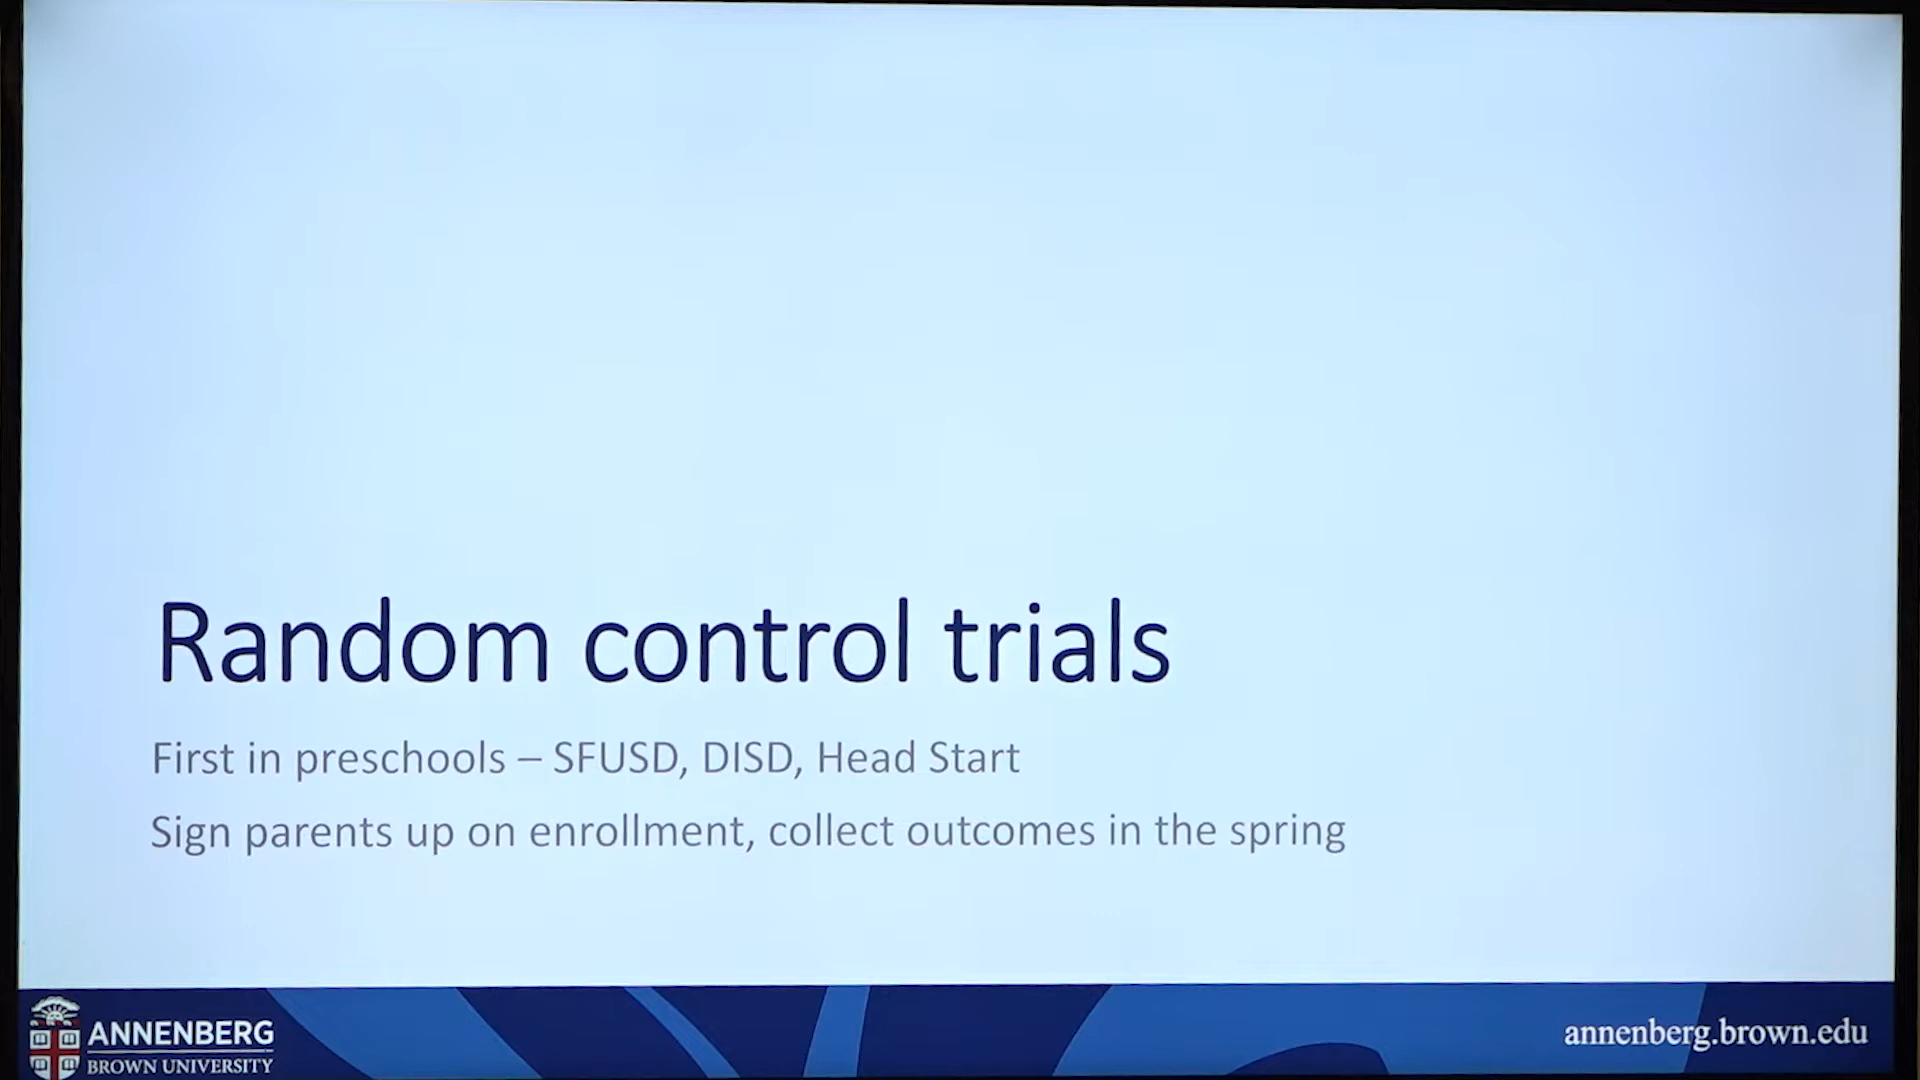 Random control trials
First in preschools – SFUSD, DISD, Head Start
Sign parents up on enrollment, collect outcomes in the spring
ANNENBERG
BROWN UNIVERSITY
annenberg.brown.edu